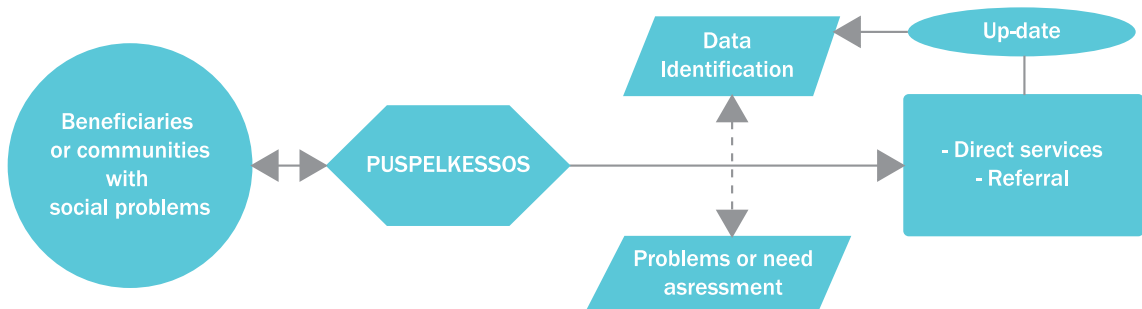 Beneficiaries
or communities
with
social problems
PUSPELKESSOS
Data
Identification
Problems or need
asressment
Up-date
- Direct services
- Referral